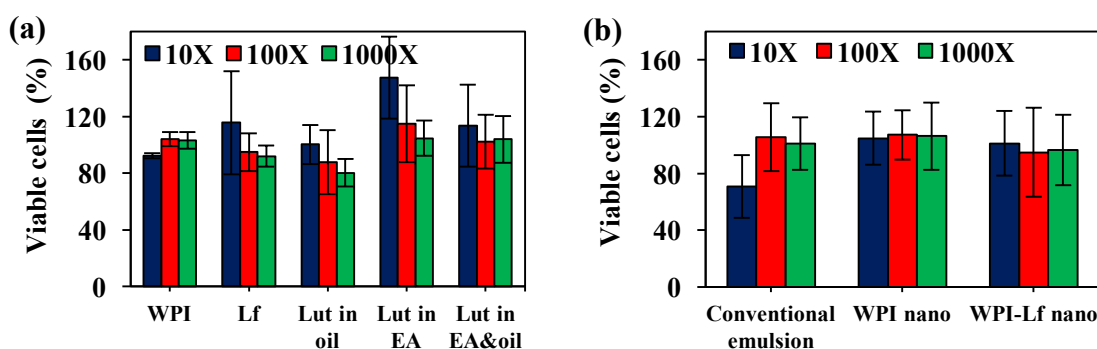 (a)
Viable cells (%)
160
120
80
40
0
10X 100X 1000X
WPI Lf Lut in oil Lut in EA Lut in EA&oil
(b)
Viable cells (%)
160
120
80
40
0
10X 100X 1000X
Conventional emulsion WPI nano WPI-Lf nano